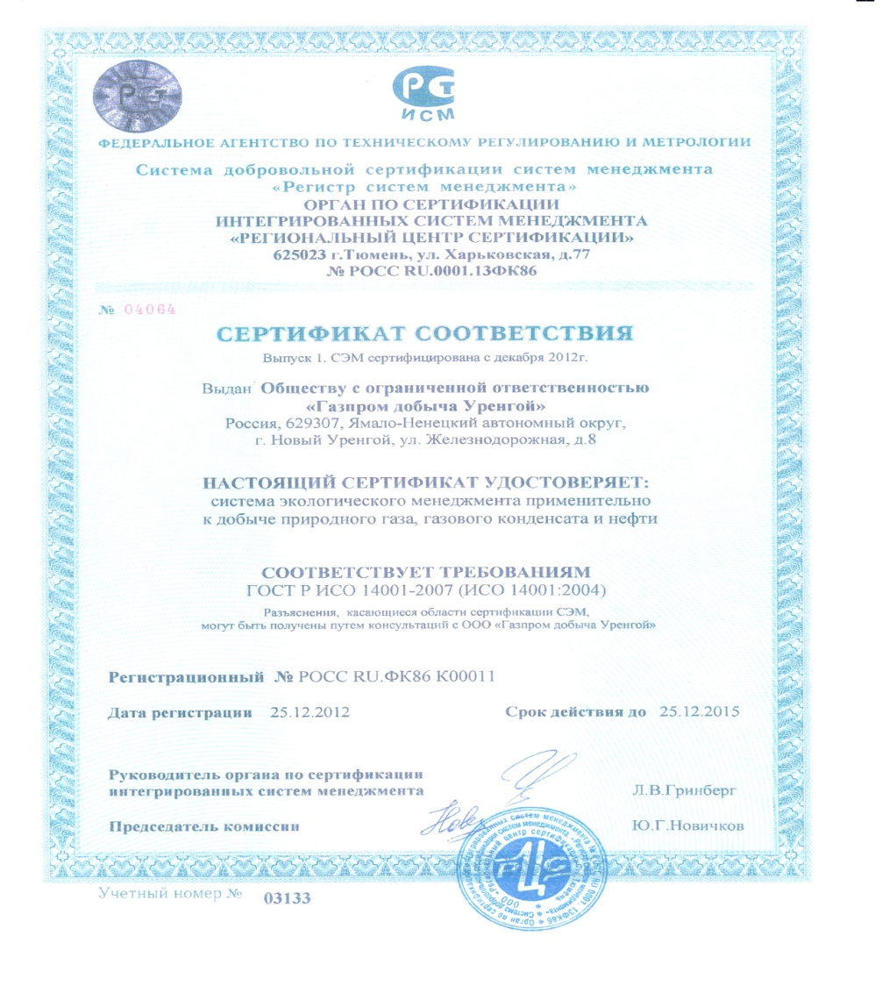 РСТ
РСТ
ИСМ
ФЕДЕРАЛЬНОЕ АГЕНТСТВО ПО ТЕХНИЧЕСКОМУ РЕГУЛИРОВАНИЮ И МЕТРОЛОГИИ
Система добровольной сертификации систем менеджмента
«Регистр систем менеджмента»
ОРГАН ПО СЕРТИФИКАЦИИ
ИНТЕГРИРОВАННЫХ СИСТЕМ МЕНЕДЖМЕНТА
«РЕГИОНАЛЬНЫЙ ЦЕНТР СЕРТИФИКАЦИИ»
625023 г.Тюмень, ул. Харьковская, д.77
№ РОСС RU.0001.13ФК86
№ 04064
СЕРТИФИКАТ СООТВЕТСТВИЯ
Выпуск 1. СЭМ сертифицирована с декабря 2012г.
Выдан Обществу с ограниченной ответственностью
«Газпром добыча Уренгой»
Россия, 629307, Ямало-Ненецкий автономный округ,
г. Новый Уренгой, ул. Железнодорожная, д.8
НАСТОЯЩИЙ СЕРТИФИКАТ УДОСТОВЕРЯЕТ:
система экологического менеджмента применительно
к добыче природного газа, газового конденсата и нефти
СООТВЕТСТВУЕТ ТРЕБОВАНИЯМ
ГОСТ Р ИСО 14001-2007 (ИСО 14001:2004)
Разъяснения, касающиеся области сертификации СЭМ,
могут быть получены путем консультаций с ООО «Газпром добыча Уренгой»
Регистрационный № РОСС RU.ФК86 К00011
Дата регистрации 25.12.2012 Срок действия до 25.12.2015
Руководитель органа по сертификации
интегрированных систем менеджмента Л.В.Гринберг
Председатель комиссии Ю.Г.Новичков
Учетный номер № 03133